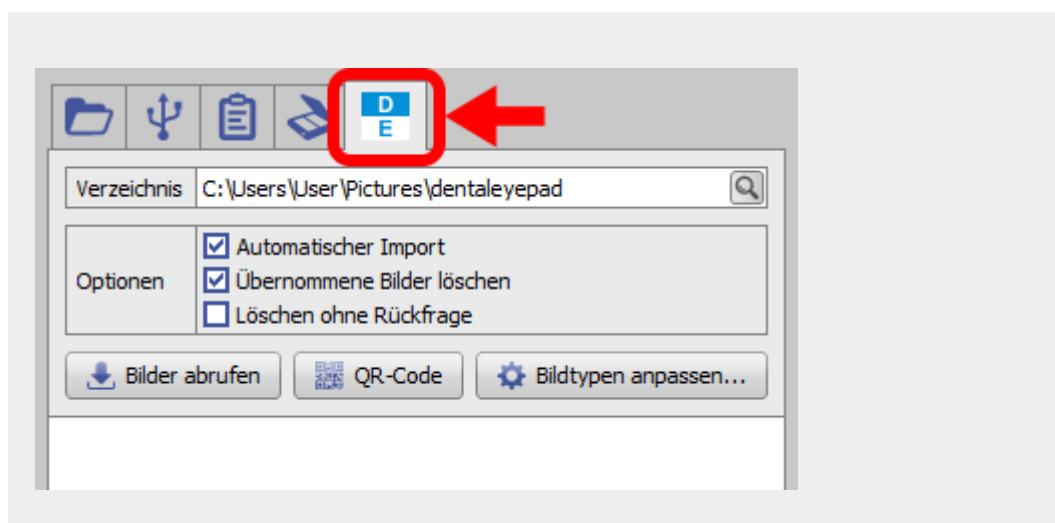 D
E
Verzeichnis C:\Users\User\Pictures\dentaleyepad
Optionen
Automatischer Import
Übernommene Bilder löschen
Löschen ohne Rückfrage
Bilder abrufen QR-Code Bildtypen anpassen...